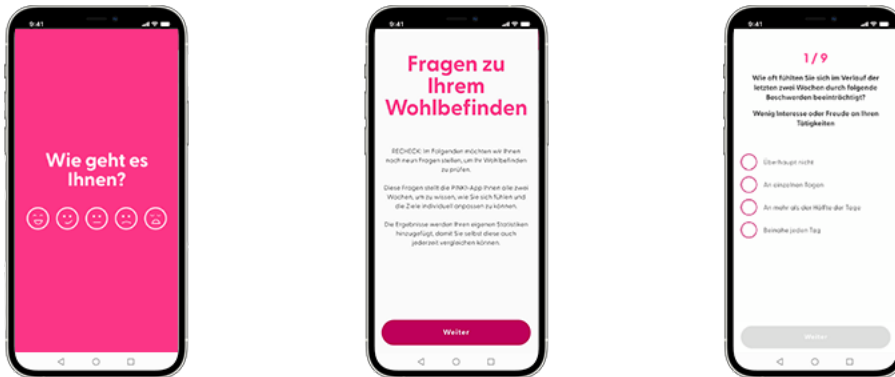 9:41
Wie geht es
Ihnen?
9:41
Fragen zu
Ihrem
Wohlbefinden
RECHECK: Im Folgenden möchten wir Ihnen
noch neun Fragen stellen, um Ihr Wohlbefinden
zu prüfen.
Diese Fragen stellt die PINK!-App Ihnen alle zwei
Wochen, um zu wissen, wie Sie sich fühlen und
die Ziele individuell anpassen zu können.
Die Ergebnisse werden Ihren eigenen Statistiken
hinzugefügt, damit Sie selbst diese auch
jederzeit vergleichen können.
Weiter
9:41
1/9
Wie oft fühlten Sie sich im Verlauf der
letzten zwei Wochen durch folgende
Beschwerden beeinträchtigt?
Wenig Interesse oder Freude an Ihren
Tätigkeiten
Überhaupt nicht
An einzelnen Tagen
An mehr als der Hälfte der Tage
Beinahe jeden Tag
Weiter